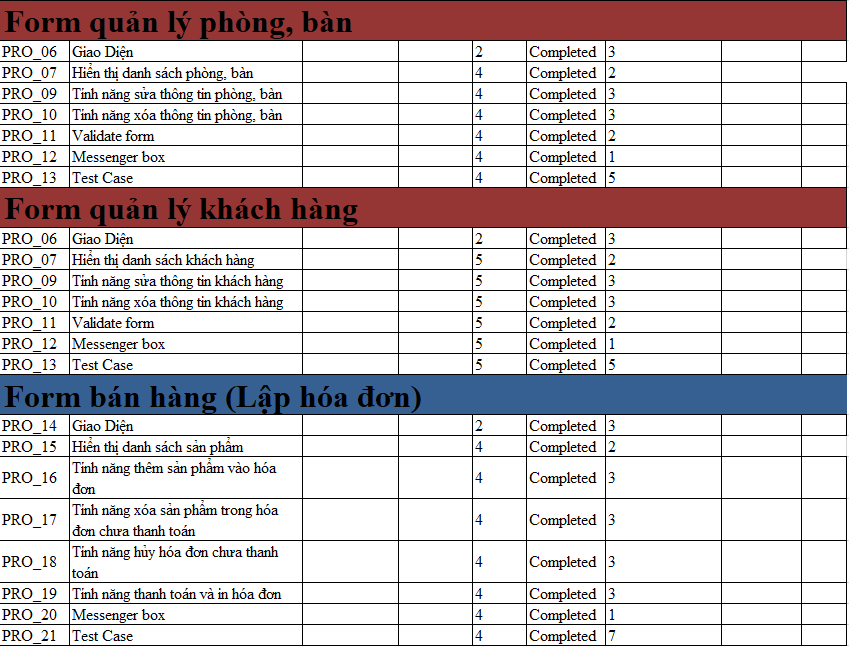 Form quản lý phòng, bàn
PRO_06 Giao Diện 2 Completed 3
PRO_07 Hiển thị danh sách phòng, bàn 4 Completed 2
PRO_09 Tính năng sửa thông tin phòng, bàn 4 Completed 3
PRO_10 Tính năng xóa thông tin phòng, bàn 4 Completed 3
PRO_11 Validate form 4 Completed 2
PRO_12 Messenger box 4 Completed 1
PRO_13 Test Case 4 Completed 5
Form quản lý khách hàng
PRO_06 Giao Diện 2 Completed 3
PRO_07 Hiển thị danh sách khách hàng 5 Completed 2
PRO_09 Tính năng sửa thông tin khách hàng 5 Completed 3
PRO_10 Tính năng xóa thông tin khách hàng 5 Completed 3
PRO_11 Validate form 5 Completed 2
PRO_12 Messenger box 5 Completed 1
PRO_13 Test Case 5 Completed 5
Form bán hàng (Lập hóa đơn)
PRO_14 Giao Diện 2 Completed 3
PRO_15 Hiển thị danh sách sản phẩm 4 Completed 2
PRO_16 Tính năng thêm sản phẩm vào hóa
đơn 4 Completed 3
PRO_17 Tính năng xóa sản phẩm trong hóa
đơn chưa thanh toán 4 Completed 3
PRO_18 Tính năng hủy hóa đơn chưa thanh
toán 4 Completed 3
PRO_19 Tính năng thanh toán và in hóa đơn 4 Completed 3
PRO_20 Messenger box 4 Completed 1
PRO_21 Test Case 4 Completed 7